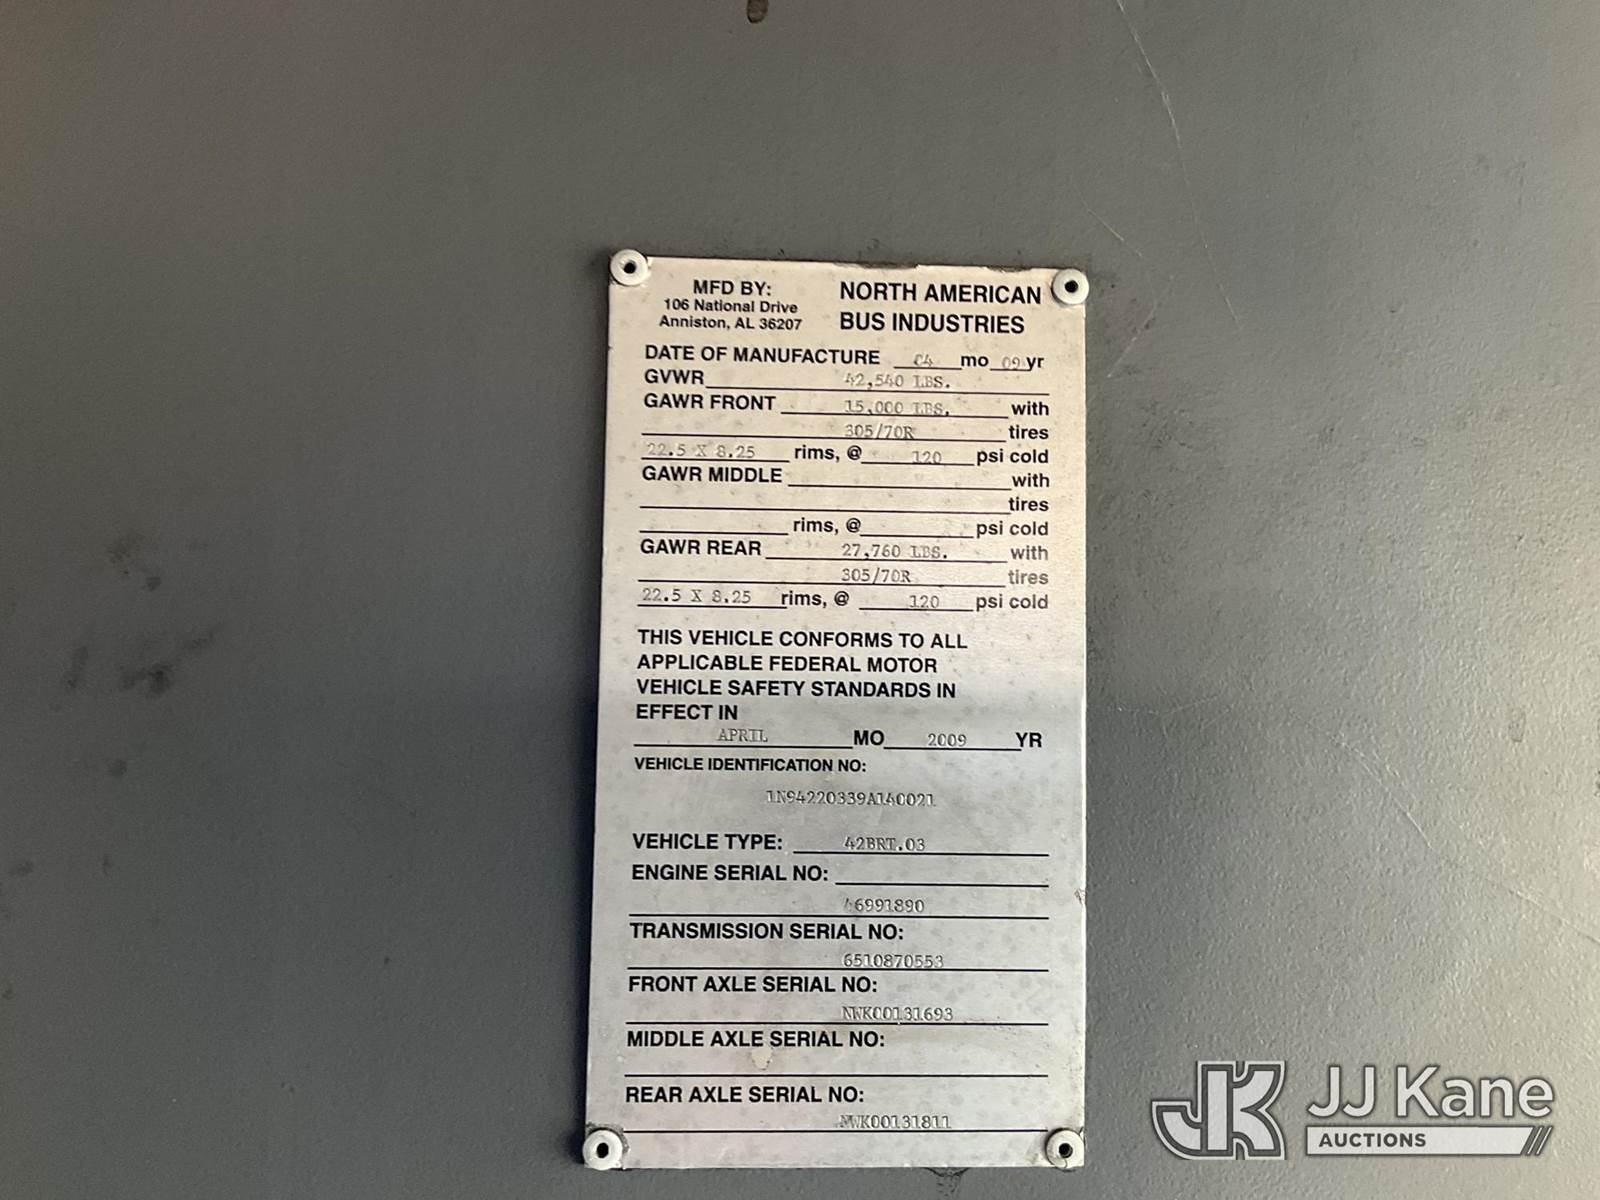 MFD BY:
106 National Drive
Anniston, AL 36207
NORTH AMERICAN
BUS INDUSTRIES
DATE OF MANUFACTURE 04 mo 09 yr
GVWR 42,540 LBS.
GAWR FRONT 15,000 LBS. with
305/70R tires
22.5 X 8.25 rims, @ 120 psi cold
GAWR MIDDLE with
tires
rims, @ psi cold
GAWR REAR 27,760 LBS. with
305/70R tires
22.5 X 8.25 rims, @ 120 psi cold
THIS VEHICLE CONFORMS TO ALL
APPLICABLE FEDERAL MOTOR
VEHICLE SAFETY STANDARDS IN
EFFECT IN
APRIL MO 2009 YR
VEHICLE IDENTIFICATION NO:
1N94220339A140021
VEHICLE TYPE: 42BRT.03
ENGINE SERIAL NO:
46991890
TRANSMISSION SERIAL NO:
6510870553
FRONT AXLE SERIAL NO:
NWK00131693
MIDDLE AXLE SERIAL NO:
REAR AXLE SERIAL NO:
NWK00131811
JK JJ Kane
AUCTIONS